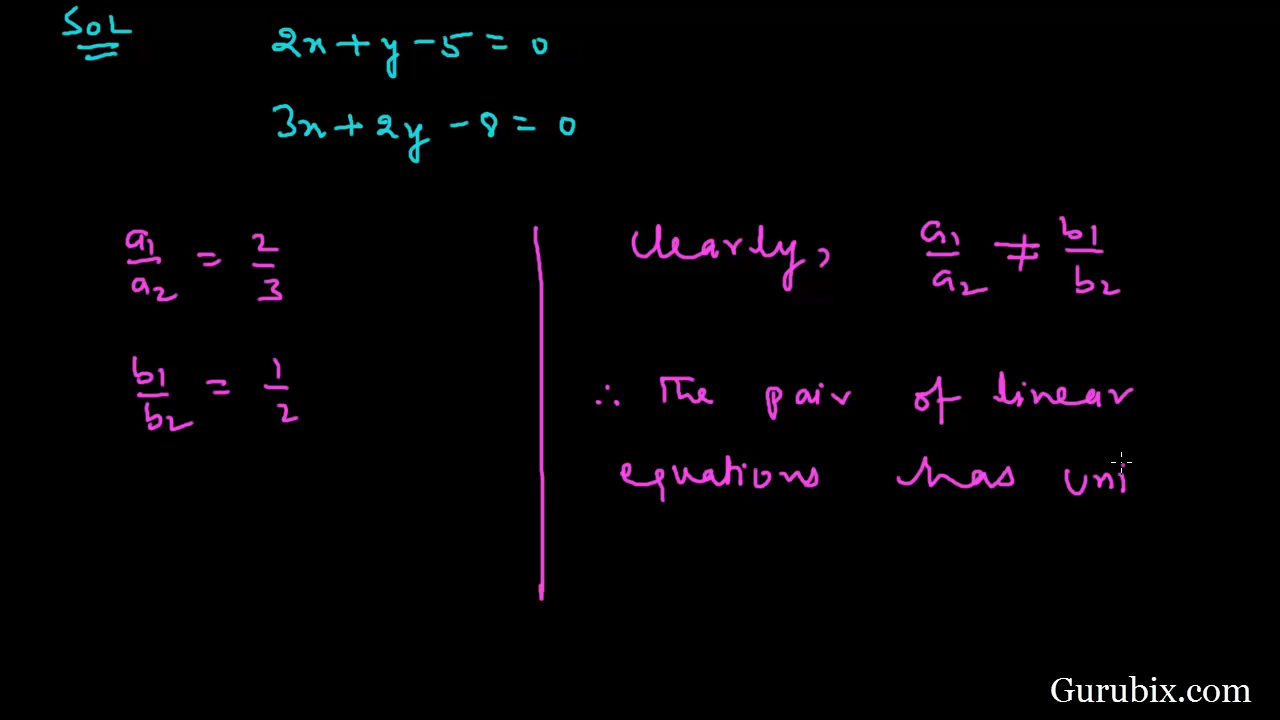 SOL
2x + y - 5 = 0
3x + 2y - 8 = 0
a1/a2 = 2/3
b1/b2 = 1/2
Clearly, a1/a2 ≠ b1/b2
∴ The pair of linear
equations has uni
Gurubix.com